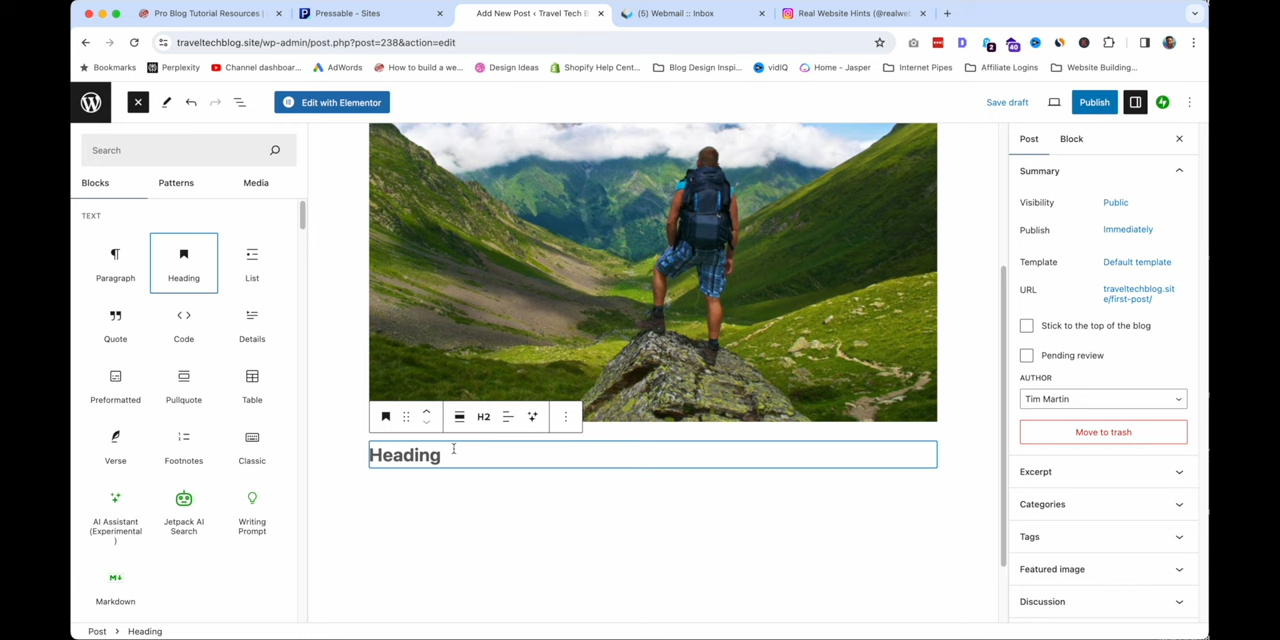 Pro Blog Tutorial Resources |
Pressable - Sites
Add New Post ‹ Travel Tech B
(5) Webmail :: Inbox
Real Website Hints (@realweb
traveltechblog.site/wp-admin/post.php?post=238&action=edit
2
40
Bookmarks
Perplexity
Channel dashboar...
AdWords
How to build a we...
Design Ideas
Shopify Help Cent...
Blog Design Inspi...
vidIQ
Home - Jasper
Internet Pipes
Affiliate Logins
Website Building...
Edit with Elementor
Save draft
Publish
Search
Blocks
Patterns
Media
TEXT
Paragraph
Heading
List
Quote
Code
Details
Preformatted
Pullquote
Table
Verse
Footnotes
Classic
AI Assistant
(Experimental
)
Jetpack AI
Search
Writing
Prompt
Markdown
H2
Heading
Post
Block
Summary
Visibility
Public
Publish
Immediately
Template
Default template
URL
traveltechblog.sit
e/first-post/
Stick to the top of the blog
Pending review
AUTHOR
Tim Martin
Move to trash
Excerpt
Categories
Tags
Featured image
Discussion
Post > Heading